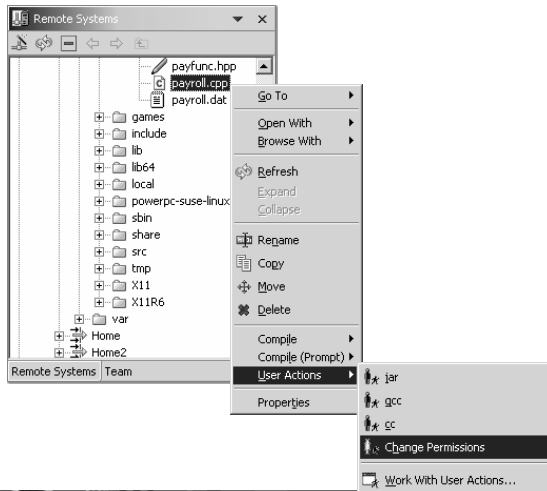 Remote Systems
payfunc.hpp
payroll.cpp
payroll.dat
games
include
lib
lib64
local
powerpc-suse-linux
sbin
share
src
tmp
X11
X11R6
var
Home
Home2
Remote Systems Team
Go To
Open With
Browse With
Refresh
Expand
Collapse
Rename
Copy
Move
Delete
Compile
Compile (Prompt)
User Actions
Properties
jar
gcc
cc
Change Permissions
Work With User Actions...